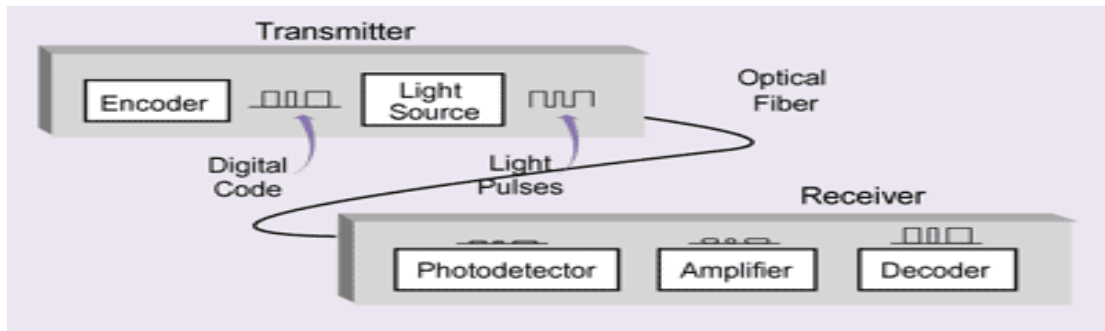 Transmitter
Encoder
Light
Source
Optical
Fiber
Digital
Code
Light
Pulses
Receiver
Photodetector
Amplifier
Decoder